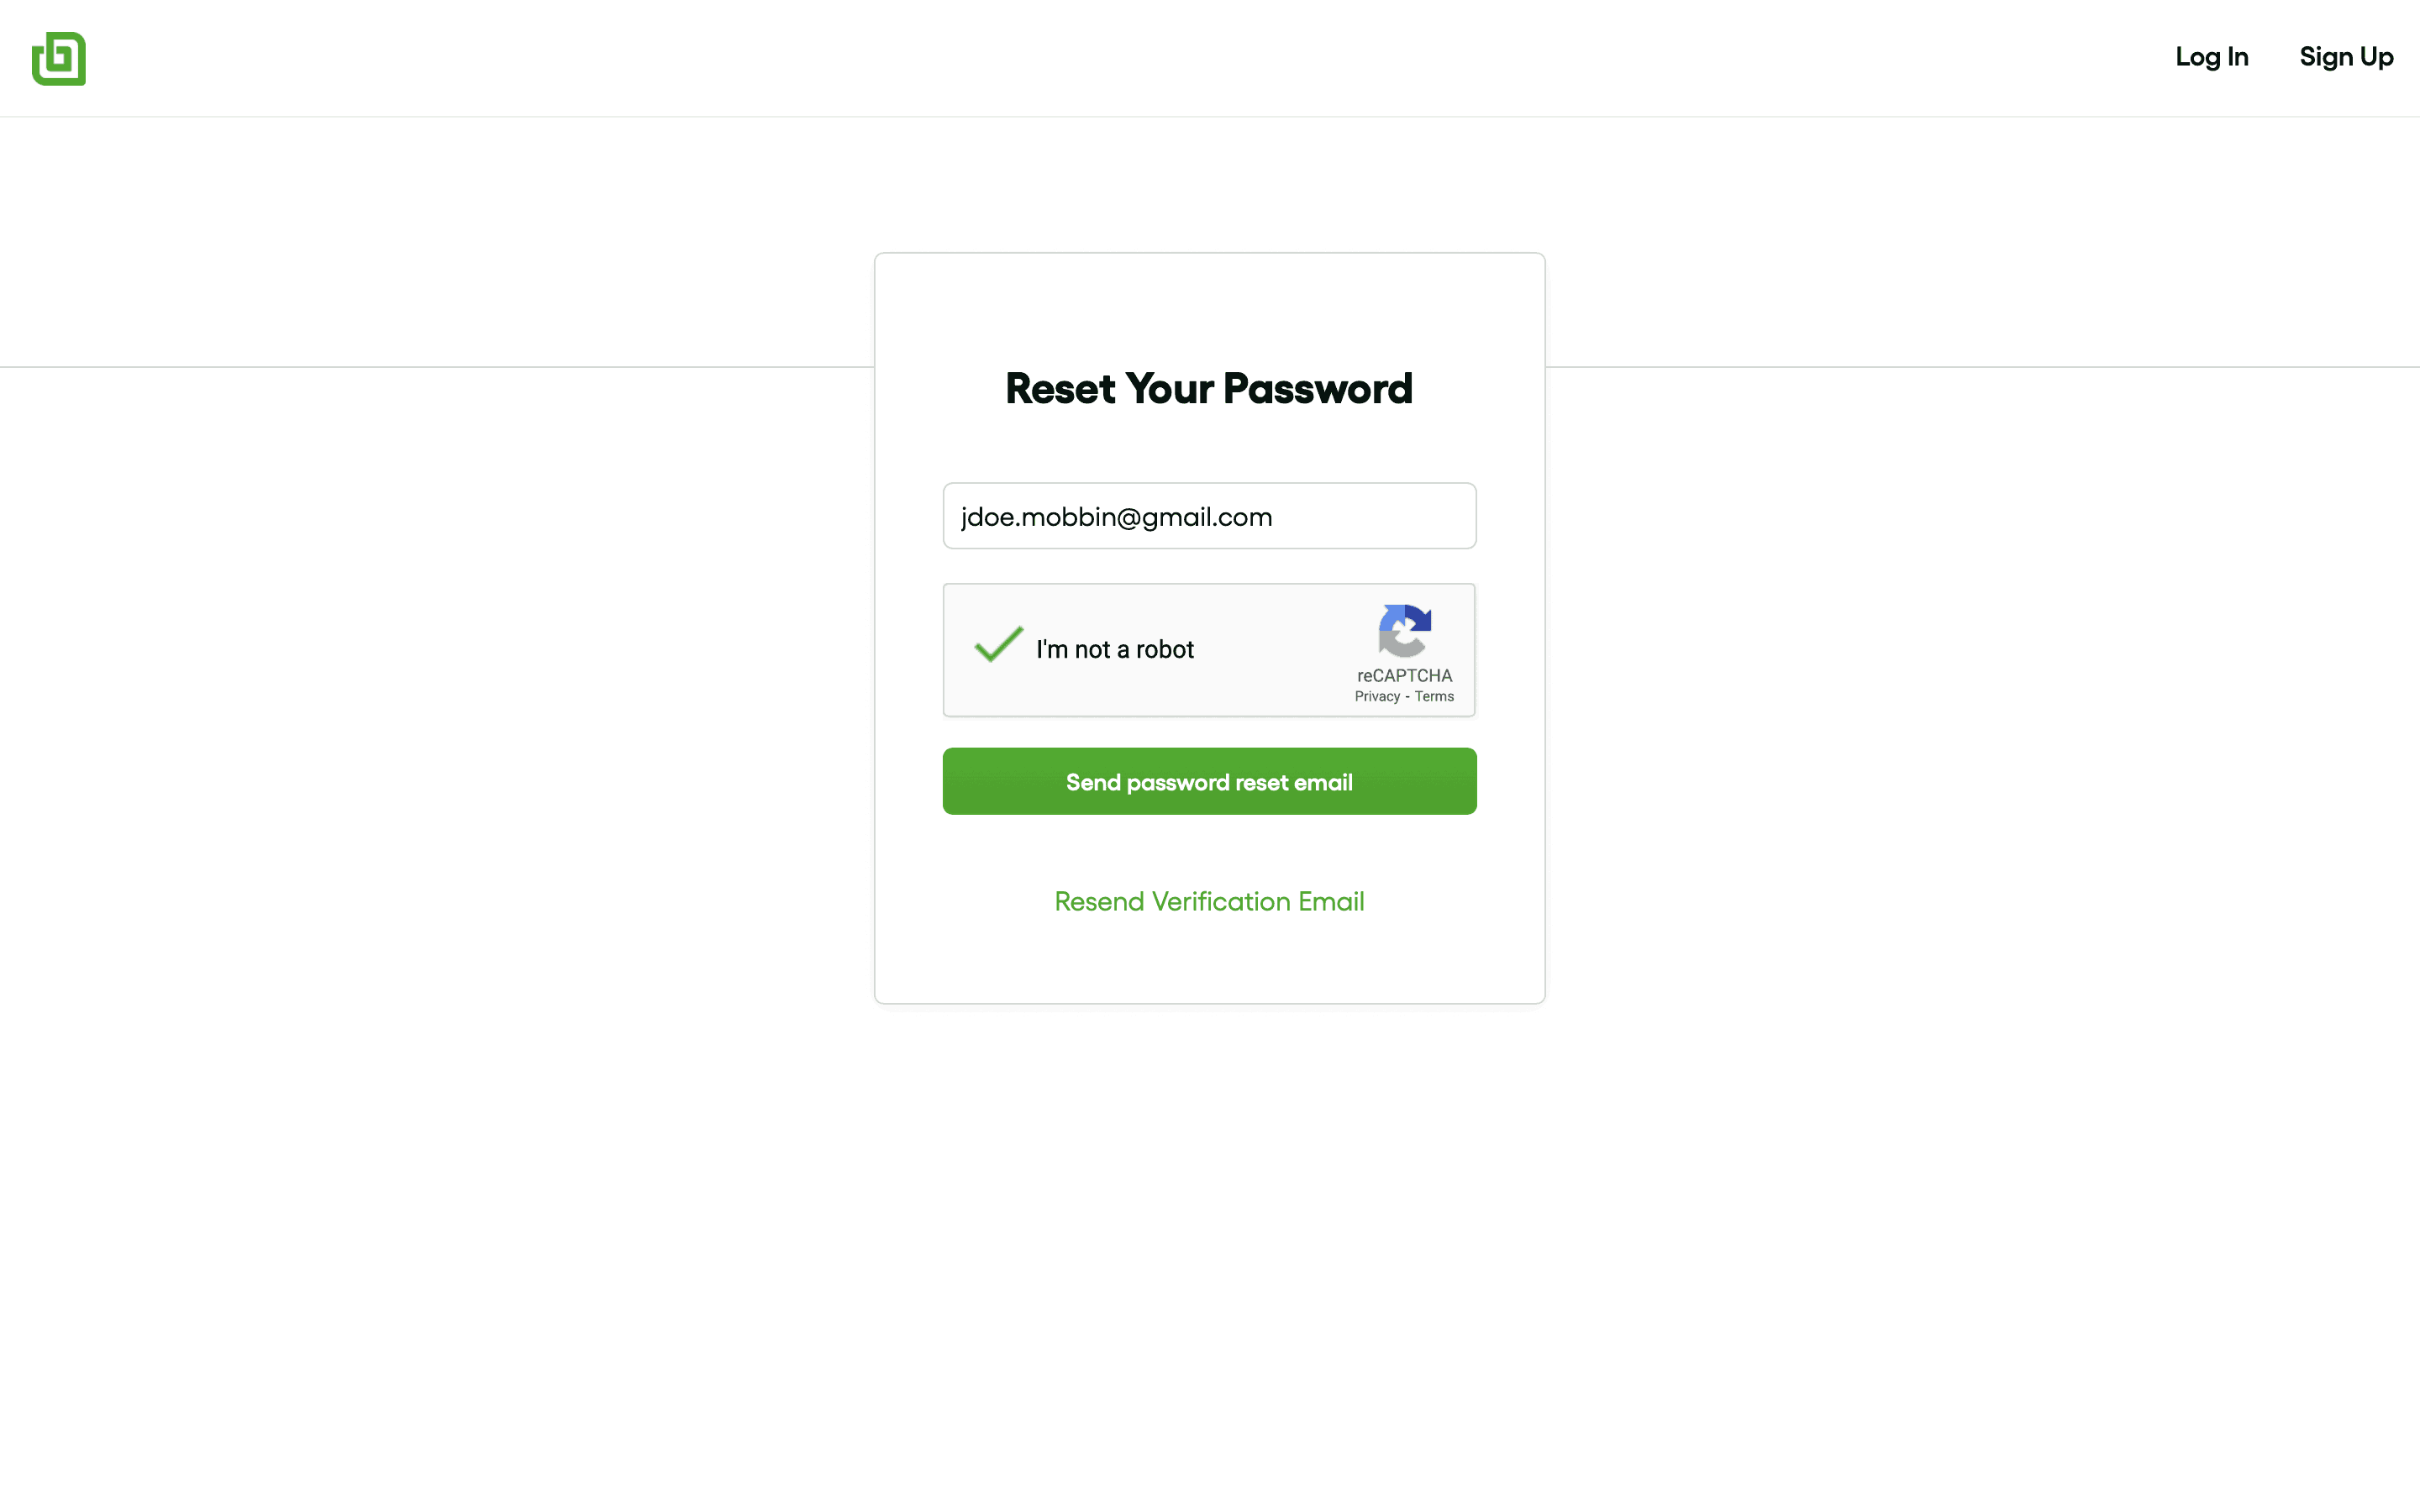 Log In Sign Up
Reset Your Password
jdoe.mobbin@gmail.com
I'm not a robot
reCAPTCHA
Privacy - Terms
Send password reset email
Resend Verification Email